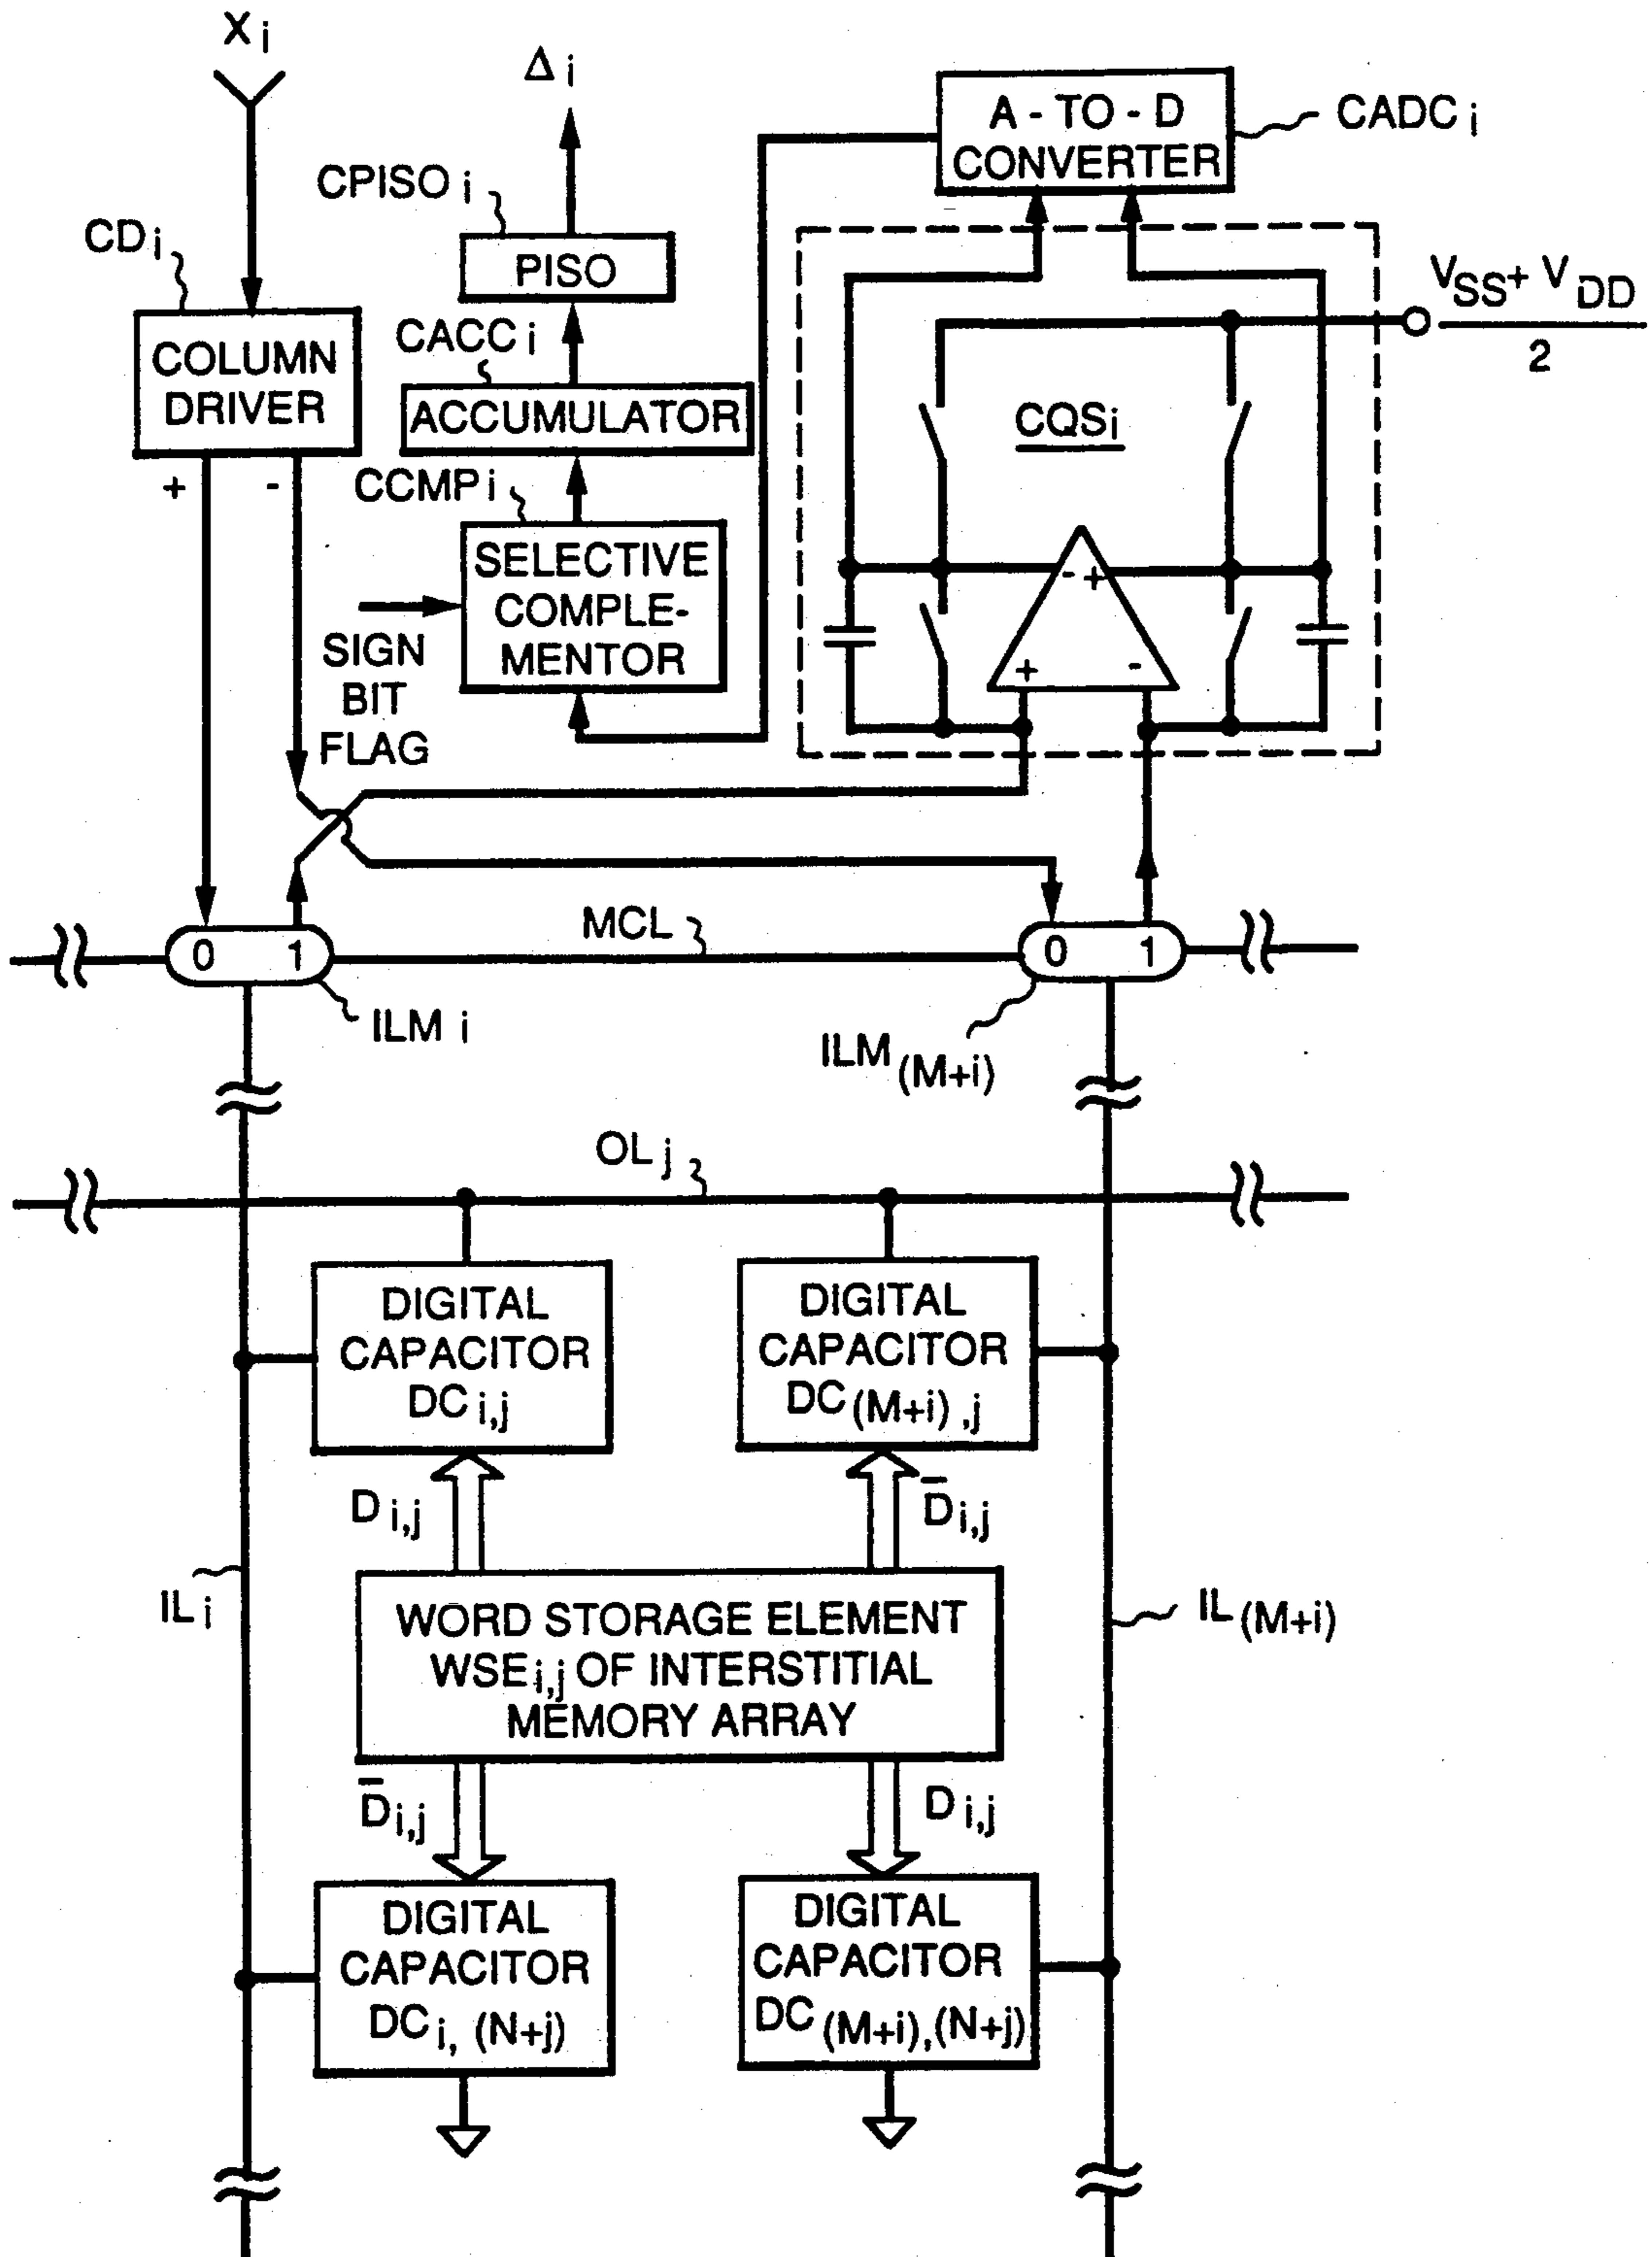 X i
Δ i
A - TO - D
CONVERTER
CADC i
CPISO i
CD i
PISO
V SS + V DD
2
COLUMN
DRIVER
CACC i
ACCUMULATOR
CQS i
+
-
CCMP i
SELECTIVE
COMPLE-
MENTOR
- +
+ -
SIGN
BIT
FLAG
MCL
0 1
0 1
ILM i
ILM (M+i)
OL j
DIGITAL
CAPACITOR
DC i,j
DIGITAL
CAPACITOR
DC (M+i) ,j
D i,j
D̅ i,j
IL i
WORD STORAGE ELEMENT
WSE i,j OF INTERSTITIAL
MEMORY ARRAY
IL (M+i)
D̅ i,j
D i,j
DIGITAL
CAPACITOR
DC i, (N+j)
DIGITAL
CAPACITOR
DC (M+i),(N+j)